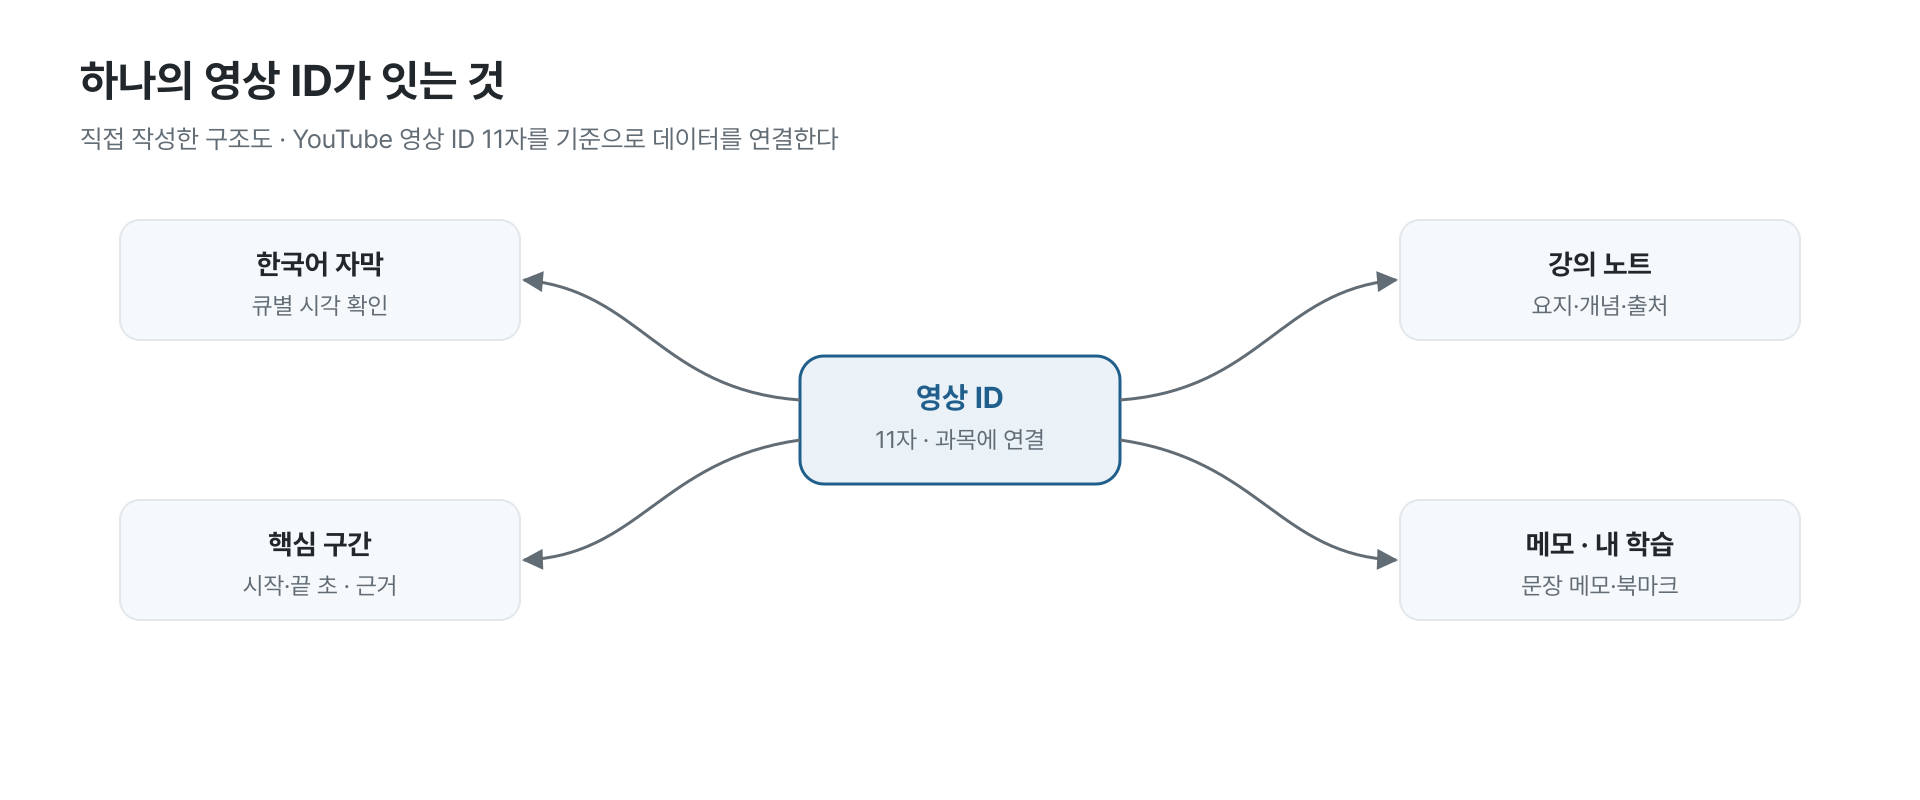 하나의 영상 ID가 잇는 것
직접 작성한 구조도 · YouTube 영상 ID 11자를 기준으로 데이터를 연결한다
한국어 자막
큐별 시각 확인
강의 노트
요지·개념·출처
영상 ID
11자 · 과목에 연결
핵심 구간
시작·끝 초 · 근거
메모 · 내 학습
문장 메모·북마크